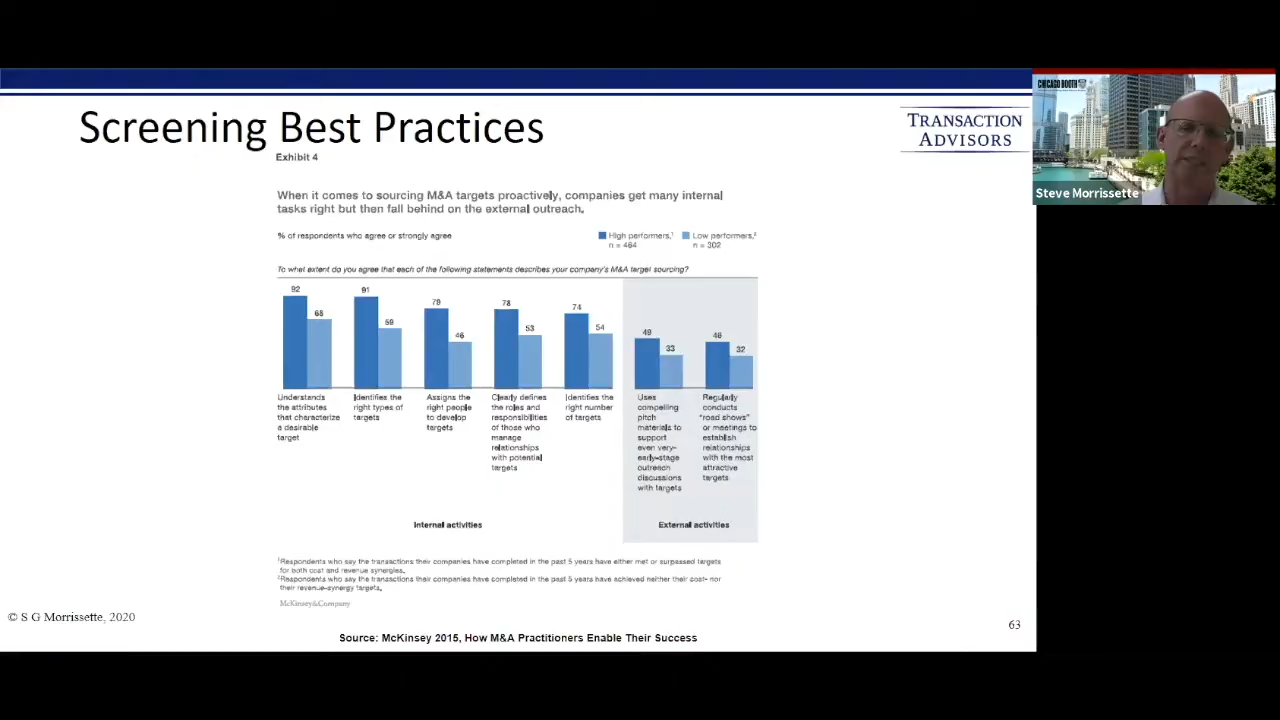 Screening Best Practices
TRANSACTION
ADVISORS
CHICAGO BOOTH
Steve Morrissette
Exhibit 4
When it comes to sourcing M&A targets proactively, companies get many internal
tasks right but then fall behind on the external outreach.
% of respondents who agree or strongly agree
High performers,¹
n = 464
Low performers,²
n = 302
To what extent do you agree that each of the following statements describes your company's M&A target sourcing?
92
65
91
59
79
46
78
53
74
54
49
33
46
32
Understands
the attributes
that characterize
a desirable
target
Identifies the
right types of
targets
Assigns the
right people
to develop
targets
Clearly defines
the roles and
responsibilities
of those who
manage
relationships
with potential
targets
Identifies the
right number
of targets
Uses
compelling
pitch
materials to
support
even very-
early-stage
outreach
discussions
with targets
Regularly
conducts
"road shows"
or meetings to
establish
relationships
with the most
attractive
targets
Internal activities
External activities
¹Respondents who say the transactions their companies have completed in the past 5 years have either met or surpassed targets
for both cost and revenue synergies.
²Respondents who say the transactions their companies have completed in the past 5 years have achieved neither their cost- nor
their revenue-synergy targets.
McKinsey&Company
© S G Morrissette, 2020
63
Source: McKinsey 2015, How M&A Practitioners Enable Their Success